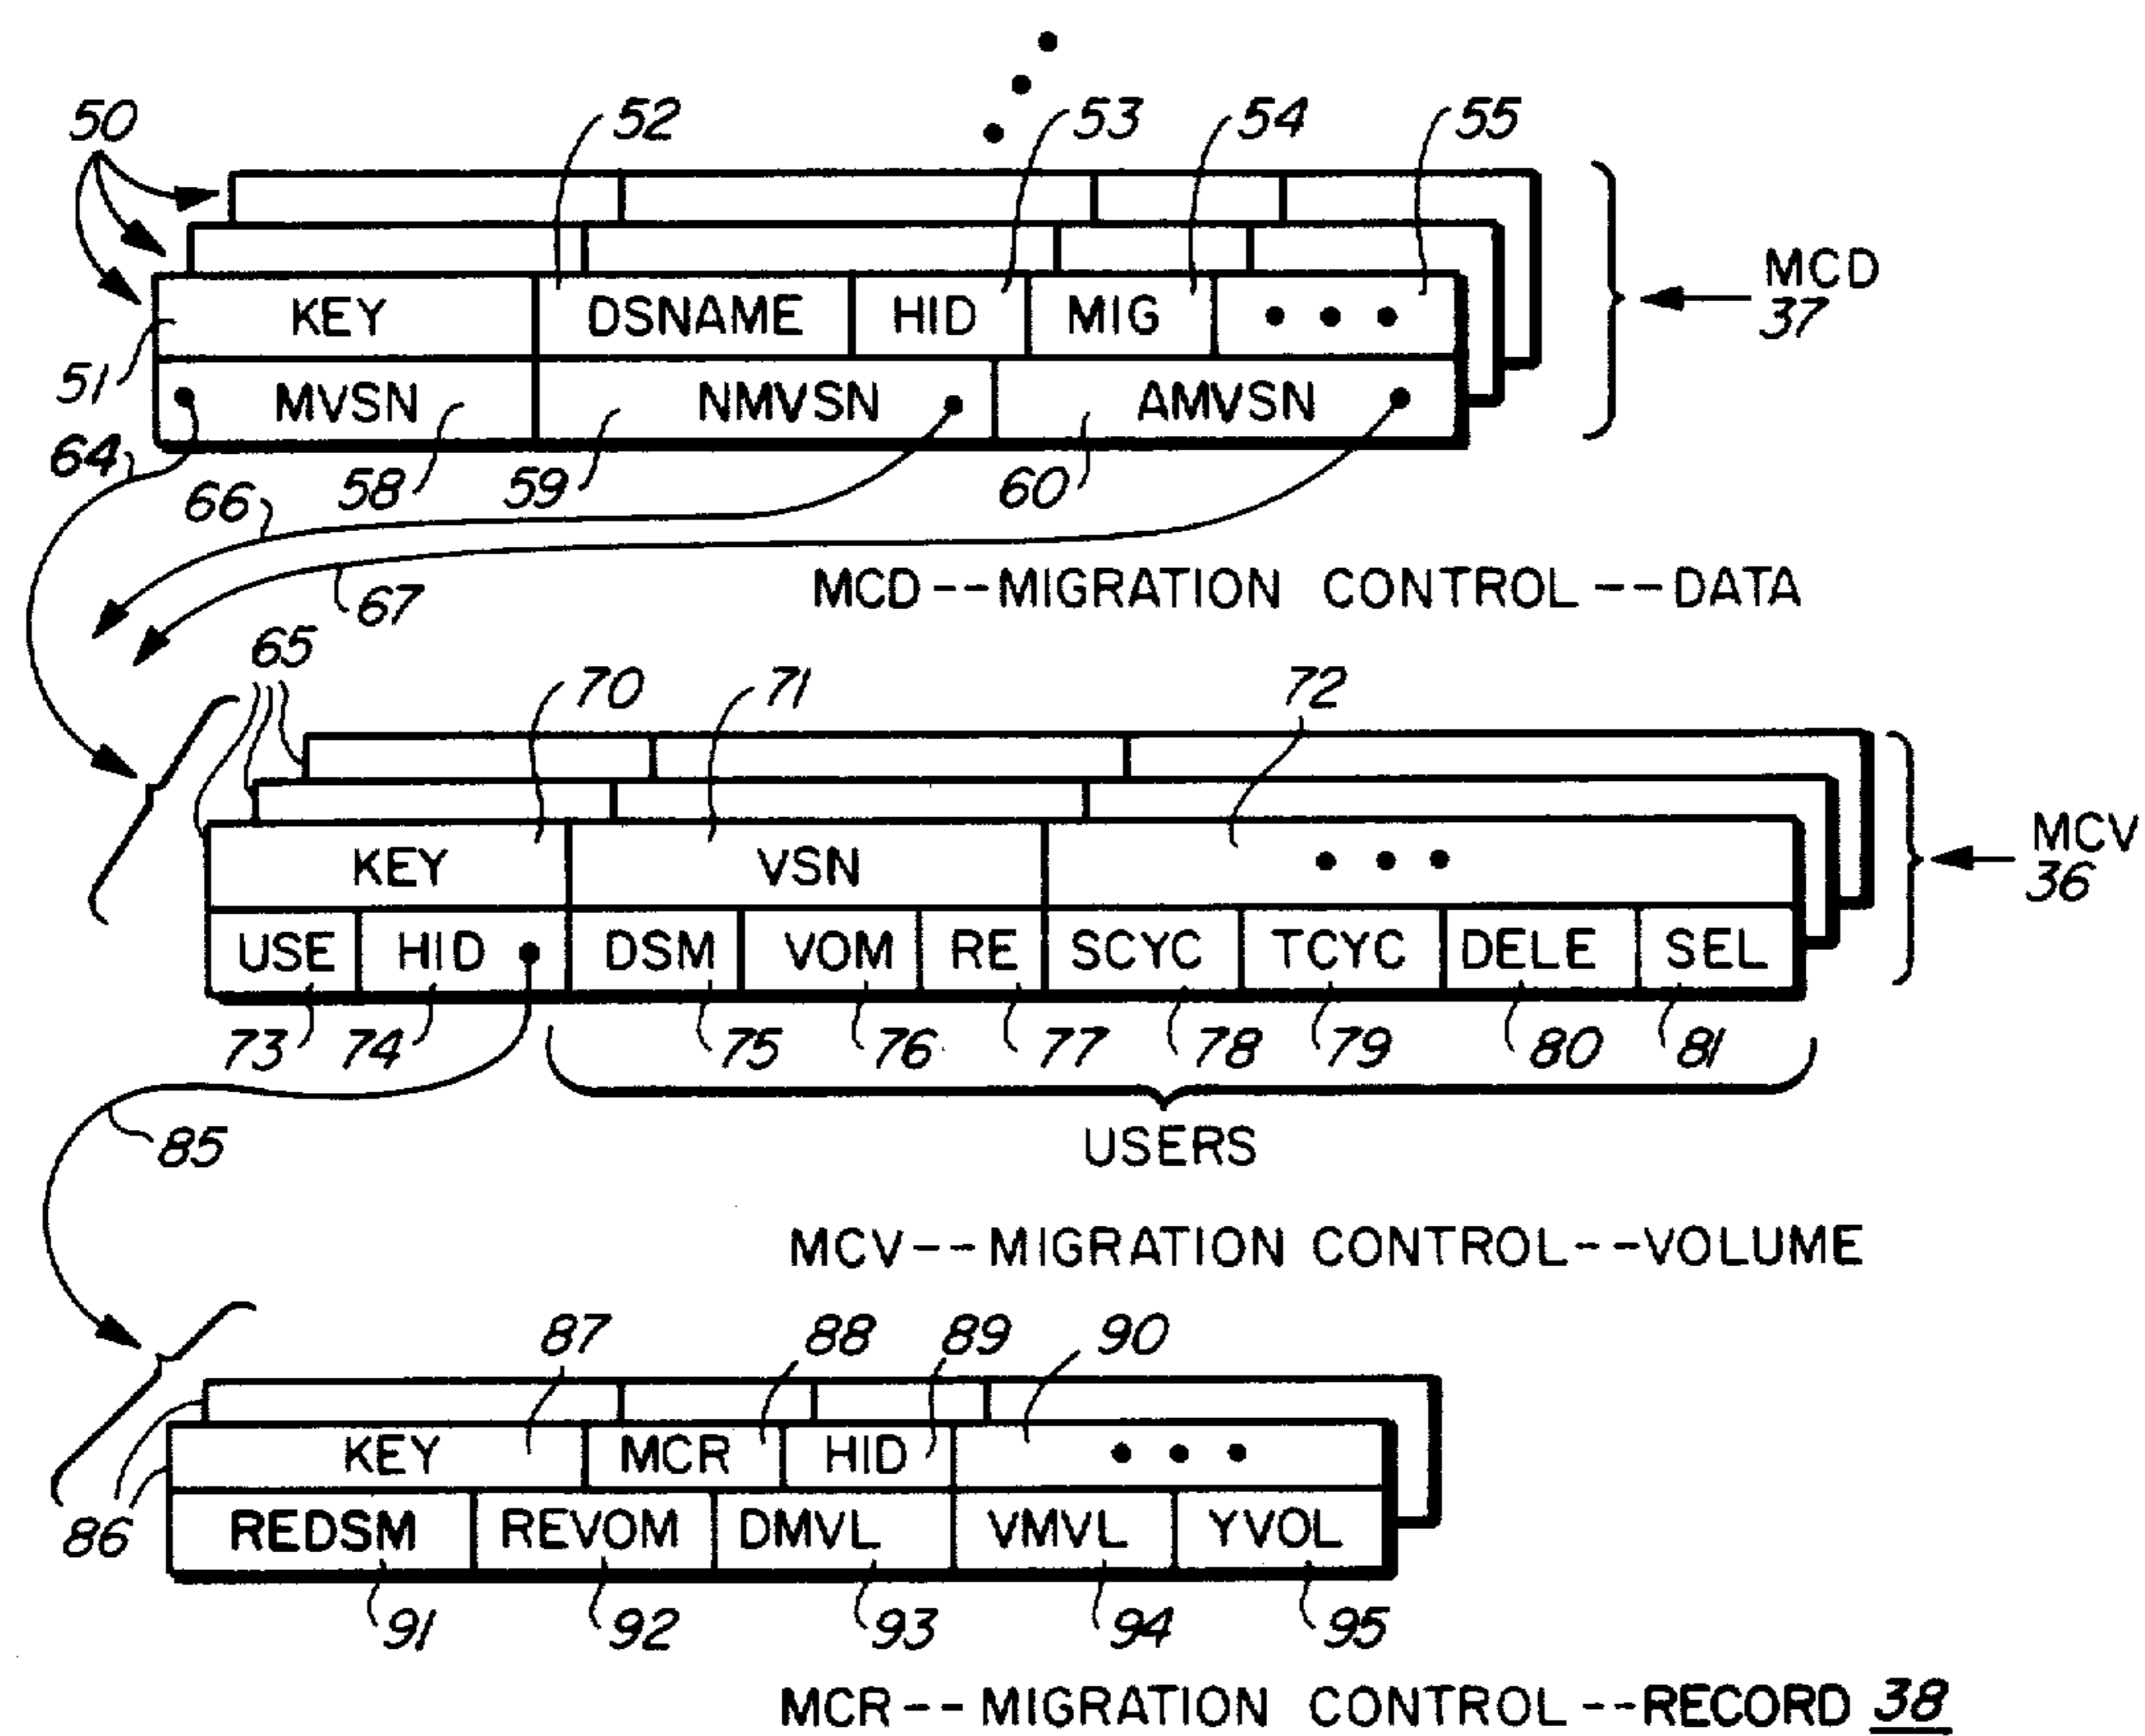 50 52 53 54 55
KEY DSNAME HID MIG • • •
MCD
37
51
MVSN NMVSN AMVSN
64 66 58 59 60
67
MCD--MIGRATION CONTROL--DATA
65 70 71 72
KEY VSN • • •
MCV
36
USE HID DSM VOM RE SCYC TCYC DELE SEL
73 74 75 76 77 78 79 80 81
85
USERS
MCV--MIGRATION CONTROL--VOLUME
87 88 89 90
KEY MCR HID • • •
86
REDSM REVOM DMVL VMVL YVOL
91 92 93 94 95
MCR--MIGRATION CONTROL--RECORD 38